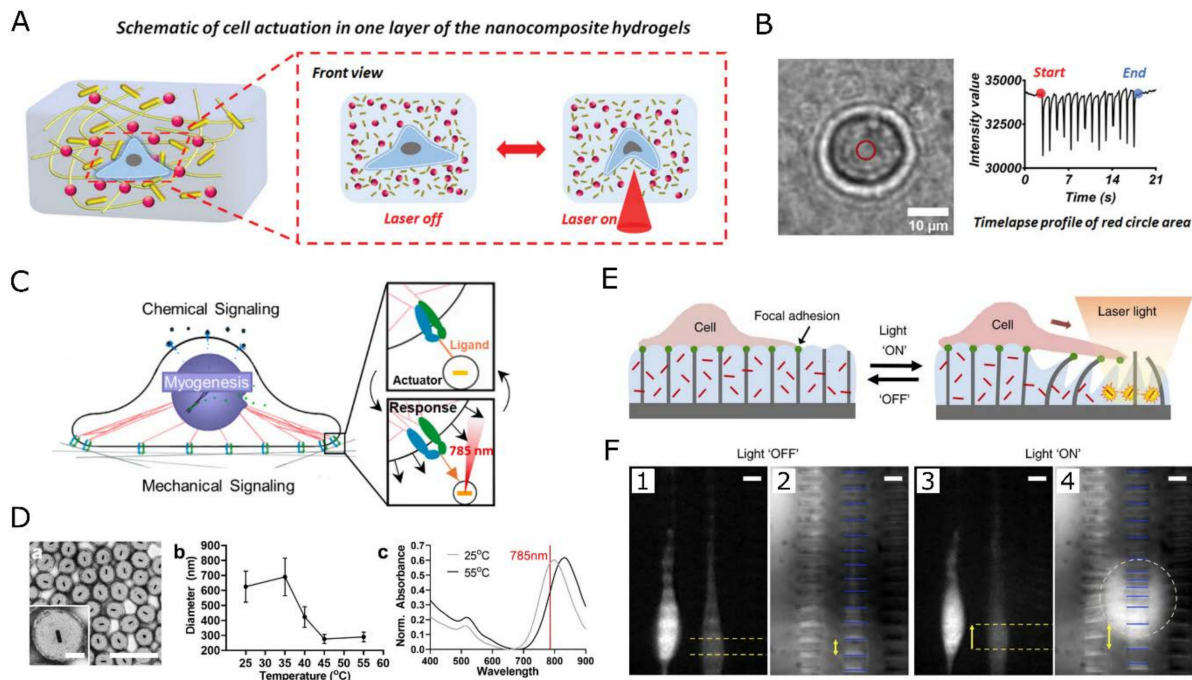 A
Schematic of cell actuation in one layer of the nanocomposite hydrogels
Front view
Laser off
Laser on
B
10 µm
Intensity value
35000
32500
30000
Start
End
0
7
14
21
Time (s)
Timelapse profile of red circle area
C
Chemical Signaling
Myogenesis
Mechanical Signaling
Ligand
Actuator
Response
785 nm
D
a
b
Diameter (nm)
900
800
700
600
500
400
300
200
25 30 35 40 45 50 55 60
Temperature (°C)
c
Norm. Absorbance
0.7
0.6
0.5
0.4
0.3
0.2
0.1
0.0
25°C
55°C
785nm
400 500 600 700 800 900
Wavelength
E
Cell
Focal adhesion
Light
'ON'
'OFF'
Cell
Laser light
F
Light 'OFF'
Light 'ON'
1
2
3
4